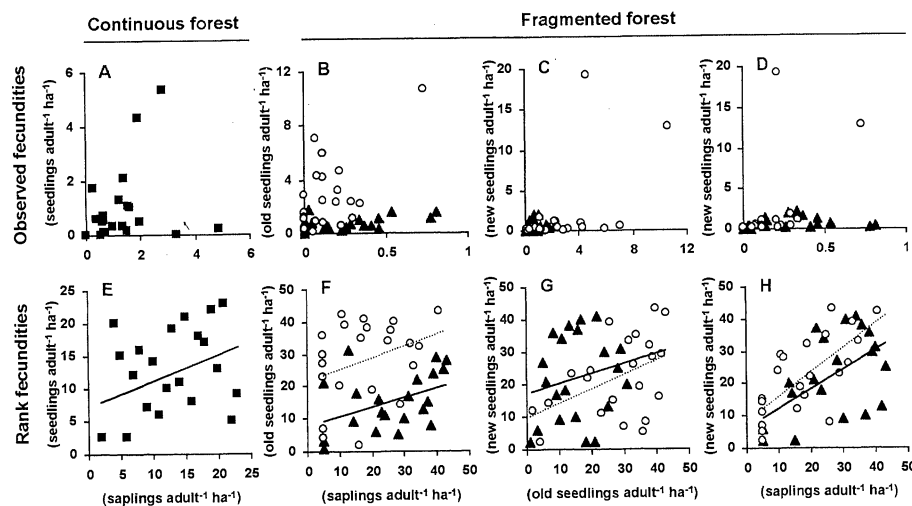 Continuous forest
Fragmented forest
Observed fecundities
(seedlings adult⁻¹ ha⁻¹)
A
6
4
2
0
0 2 4 6
(old seedlings adult⁻¹ ha⁻¹)
B
12
8
4
1
0
0 0.5 1
(new seedlings adult⁻¹ ha⁻¹)
C
20
15
10
5
0
0 4 8 12
(new seedlings adult⁻¹ ha⁻¹)
D
20
15
10
5
0
0 0.5 1
Rank fecundities
(seedlings adult⁻¹ ha⁻¹)
E
25
20
15
10
5
0
0 5 10 15 20 25
(saplings adult⁻¹ ha⁻¹)
(old seedlings adult⁻¹ ha⁻¹)
F
50
40
30
20
10
0
0 10 20 30 40 50
(saplings adult⁻¹ ha⁻¹)
(new seedlings adult⁻¹ ha⁻¹)
G
50
40
30
20
10
0
0 10 20 30 40 50
(old seedlings adult⁻¹ ha⁻¹)
(new seedlings adult⁻¹ ha⁻¹)
H
50
40
30
20
10
0
0 10 20 30 40 50
(saplings adult⁻¹ ha⁻¹)